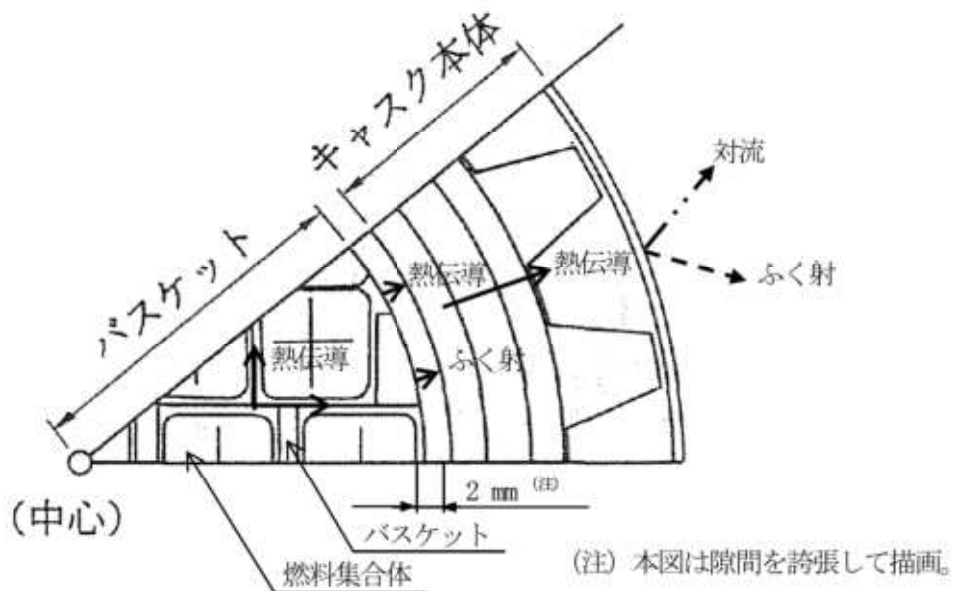 キャスク本体
バスケット
対流
熱伝導
熱伝導
ふく射
熱伝導
ふく射
2 mm (注)
(中心)
バスケット
燃料集合体
(注) 本図は隙間を誇張して描画。